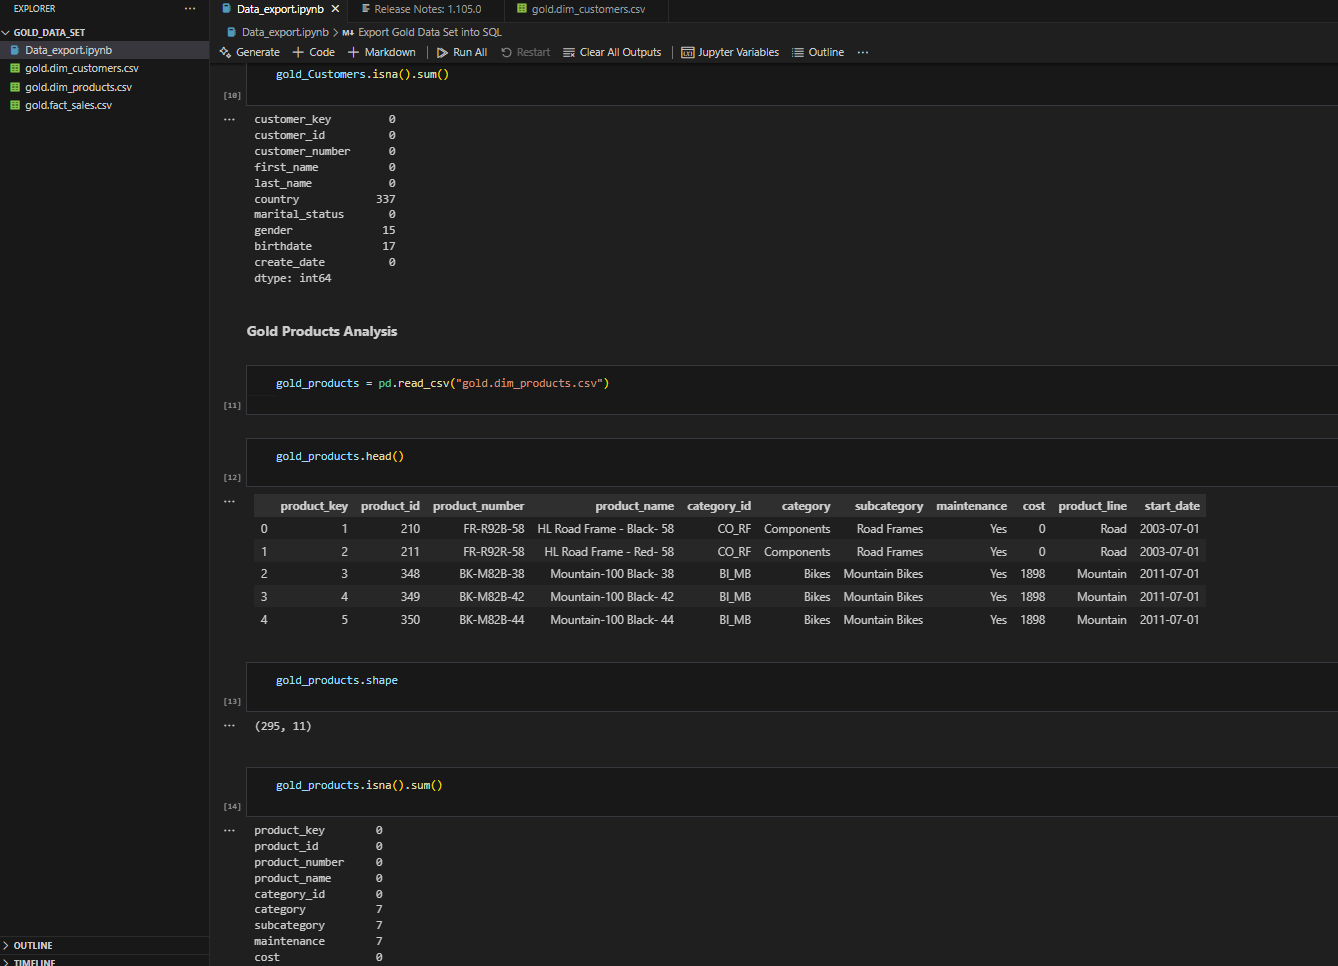 EXPLORER ···
GOLD_DATA_SET
Data_export.ipynb
gold.dim_customers.csv
gold.dim_products.csv
gold.fact_sales.csv
OUTLINE
TIMELINE
Data_export.ipynb × Release Notes: 1.105.0 gold.dim_customers.csv
Data_export.ipynb > M↓ Export Gold Data Set into SQL
Generate + Code + Markdown | Run All Restart Clear All Outputs | Jupyter Variables Outline ···
gold_Customers.isna().sum()
[10]
···
customer_key 0
customer_id 0
customer_number 0
first_name 0
last_name 0
country 337
marital_status 0
gender 15
birthdate 17
create_date 0
dtype: int64
Gold Products Analysis
gold_products = pd.read_csv("gold.dim_products.csv")
[11]
gold_products.head()
[12]
···
product_key product_id product_number product_name category_id category subcategory maintenance cost product_line start_date
0 1 210 FR-R92B-58 HL Road Frame - Black- 58 CO_RF Components Road Frames Yes 0 Road 2003-07-01
1 2 211 FR-R92R-58 HL Road Frame - Red- 58 CO_RF Components Road Frames Yes 0 Road 2003-07-01
2 3 348 BK-M82B-38 Mountain-100 Black- 38 BI_MB Bikes Mountain Bikes Yes 1898 Mountain 2011-07-01
3 4 349 BK-M82B-42 Mountain-100 Black- 42 BI_MB Bikes Mountain Bikes Yes 1898 Mountain 2011-07-01
4 5 350 BK-M82B-44 Mountain-100 Black- 44 BI_MB Bikes Mountain Bikes Yes 1898 Mountain 2011-07-01
gold_products.shape
[13]
···
(295, 11)
gold_products.isna().sum()
[14]
···
product_key 0
product_id 0
product_number 0
product_name 0
category_id 0
category 7
subcategory 7
maintenance 7
cost 0